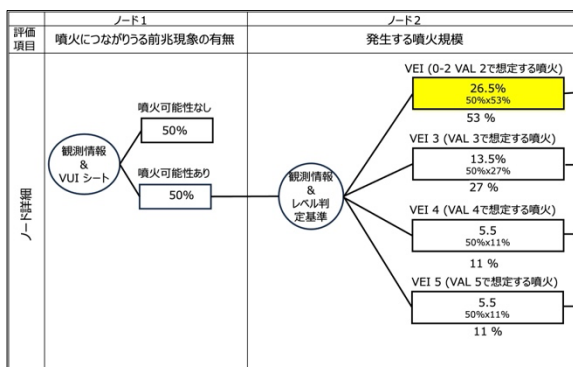 ノード1
ノード2
評価
項目
噴火につながりうる前兆現象の有無
発生する噴火規模
ノード詳細
観測情報
&
VUI シート
噴火可能性なし
50%
噴火可能性あり
50%
観測情報
&
レベル判
定基準
VEI (0-2 VAL 2で想定する噴火)
26.5%
50%x53%
53 %
VEI 3 (VAL 3で想定する噴火)
13.5%
50%x27%
27 %
VEI 4 (VAL 4で想定する噴火)
5.5
50%x11%
11 %
VEI 5 (VAL 5で想定する噴火)
5.5
50%x11%
11 %